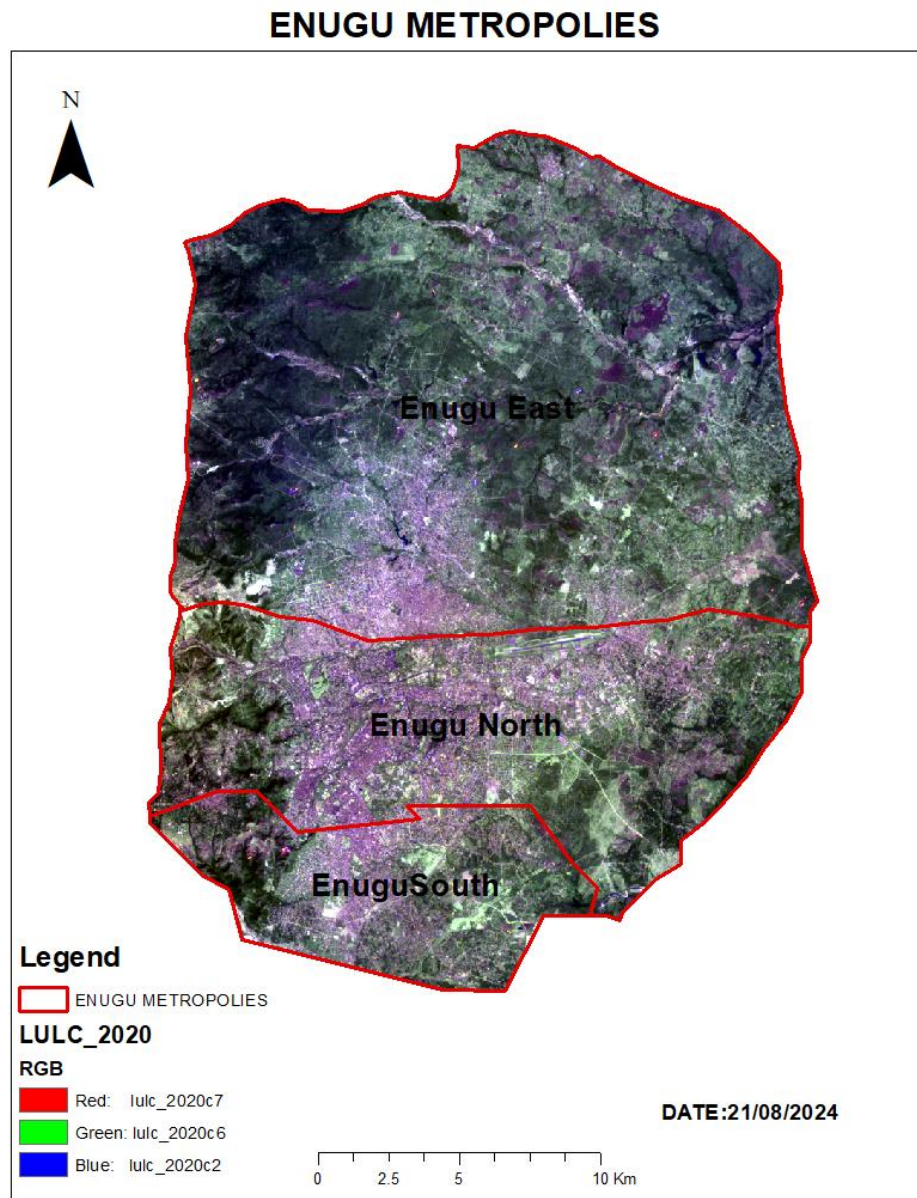 ENUGU METROPOLIES
N
Enugu East
Enugu North
EnuguSouth
Legend
ENUGU METROPOLIES
LULC_2020
RGB
Red: lulc_2020c7
Green: lulc_2020c6
Blue: lulc_2020c2
DATE:21/08/2024
0 2.5 5 10 Km